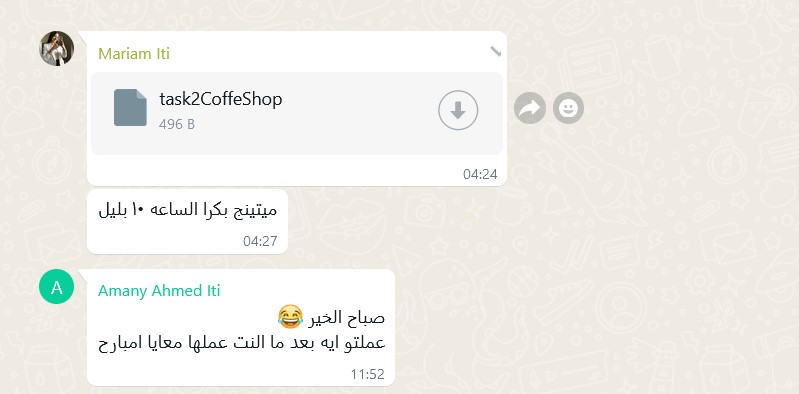 Mariam Iti
task2CoffeShop
496 B
04:24
ميتينج بكرا الساعه ١٠ بليل
04:27
A
Amany Ahmed Iti
صباح الخير 😂
عملتو ايه بعد ما النت عملها معايا امبارح
11:52